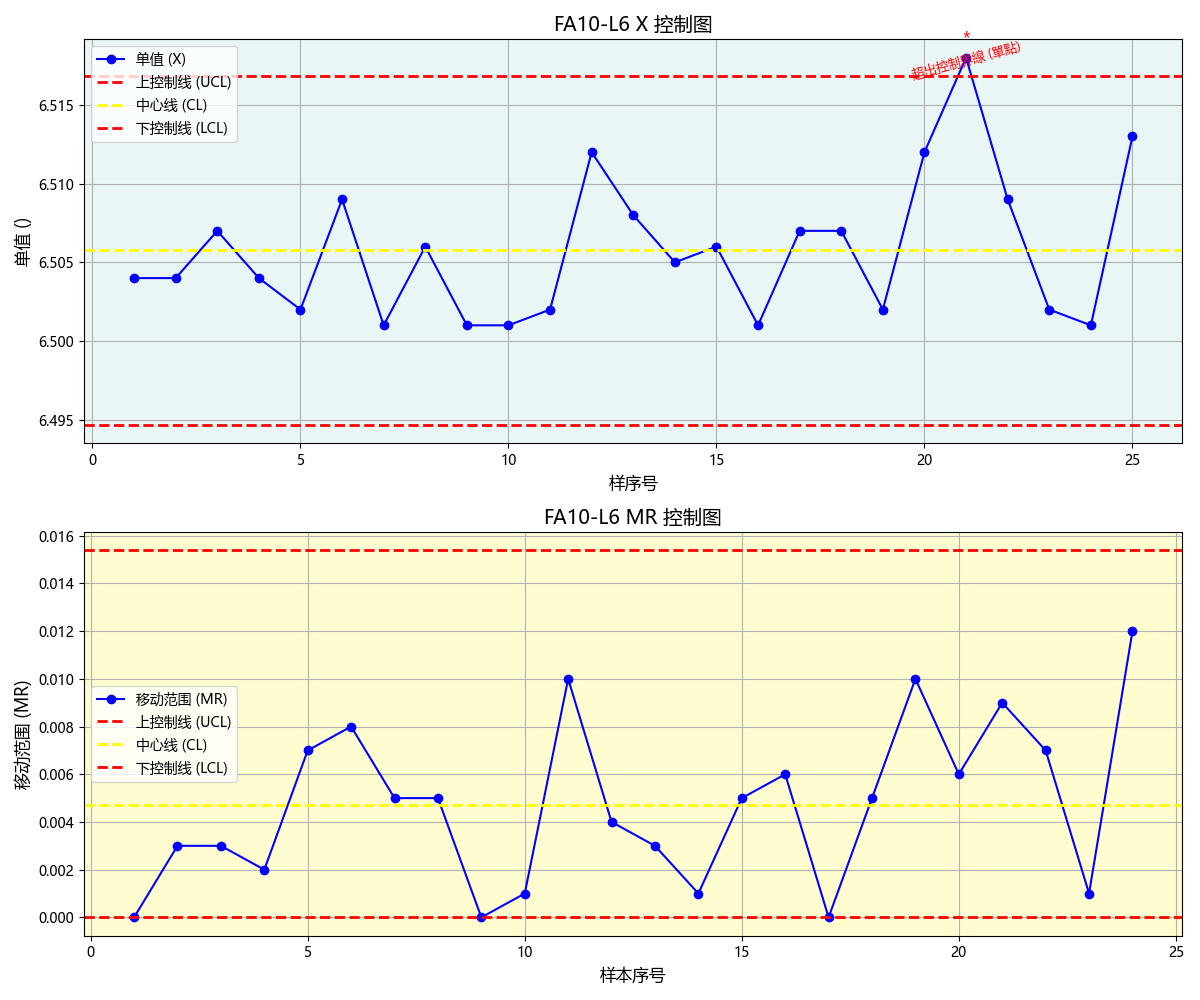 FA10-L6 X 控制图
*
超出控制界線 (單點)
单值 (X)
上控制线 (UCL)
中心线 (CL)
下控制线 (LCL)
单值 ()
6.515
6.510
6.505
6.500
6.495
0 5 10 15 20 25
样序号
FA10-L6 MR 控制图
移动范围 (MR)
0.016
0.014
0.012
0.010
0.008
0.006
0.004
0.002
0.000
移动范围 (MR)
上控制线 (UCL)
中心线 (CL)
下控制线 (LCL)
0 5 10 15 20 25
样本序号